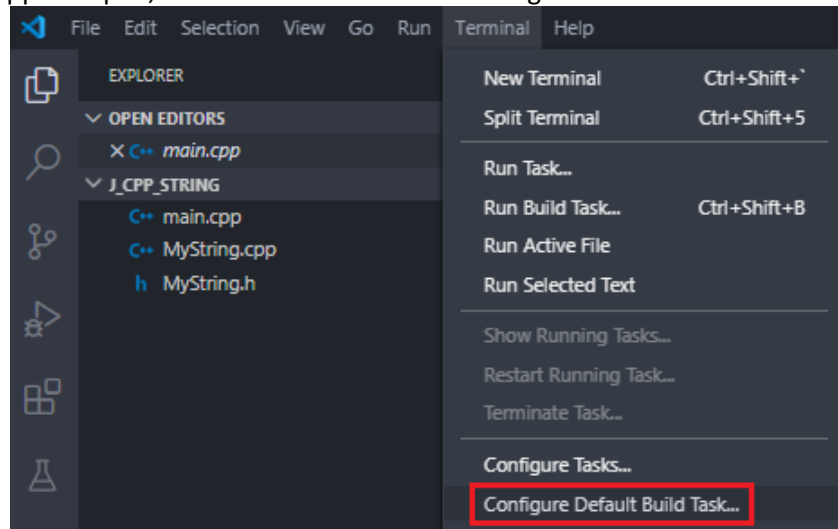 File Edit Selection View Go Run Terminal Help
EXPLORER
OPEN EDITORS
C++ main.cpp
J_CPP_STRING
C++ main.cpp
C++ MyString.cpp
h MyString.h
New Terminal Ctrl+Shift+`
Split Terminal Ctrl+Shift+5
Run Task...
Run Build Task... Ctrl+Shift+B
Run Active File
Run Selected Text
Show Running Tasks...
Restart Running Task...
Terminate Task...
Configure Tasks...
Configure Default Build Task...